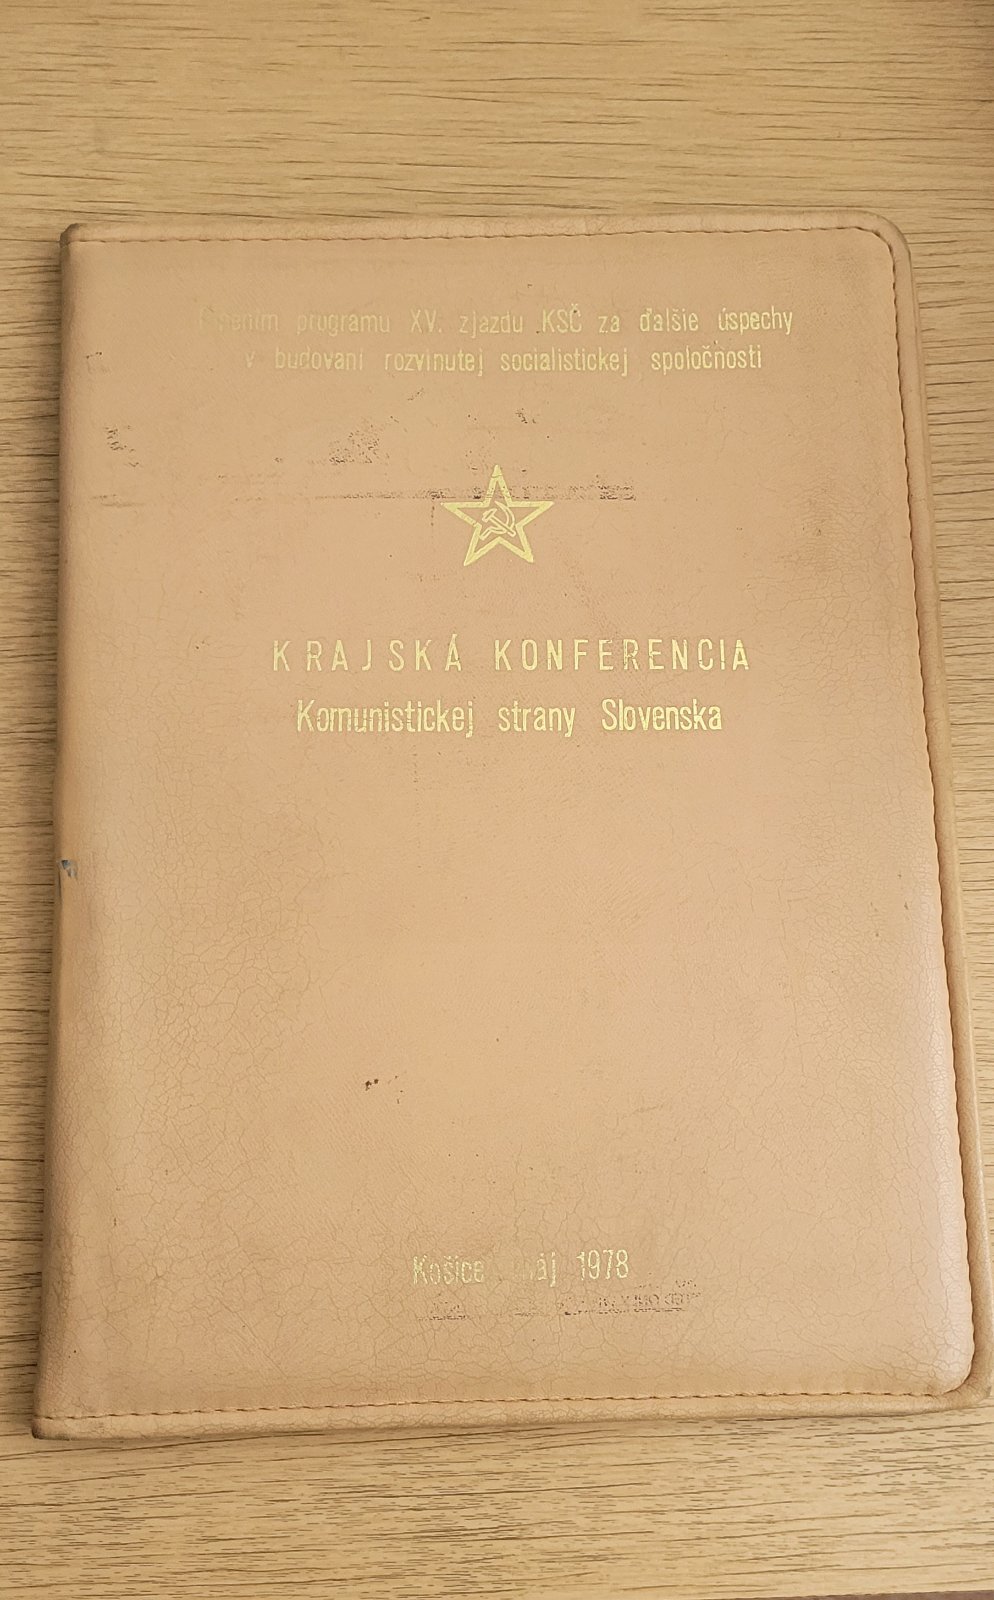 Plnením programu XV. zjazdu KSČ za ďalšie úspechy
v budovaní rozvinutej socialistickej spoločnosti
KRAJSKÁ KONFERENCIA
Komunistickej strany Slovenska
Košice máj 1978